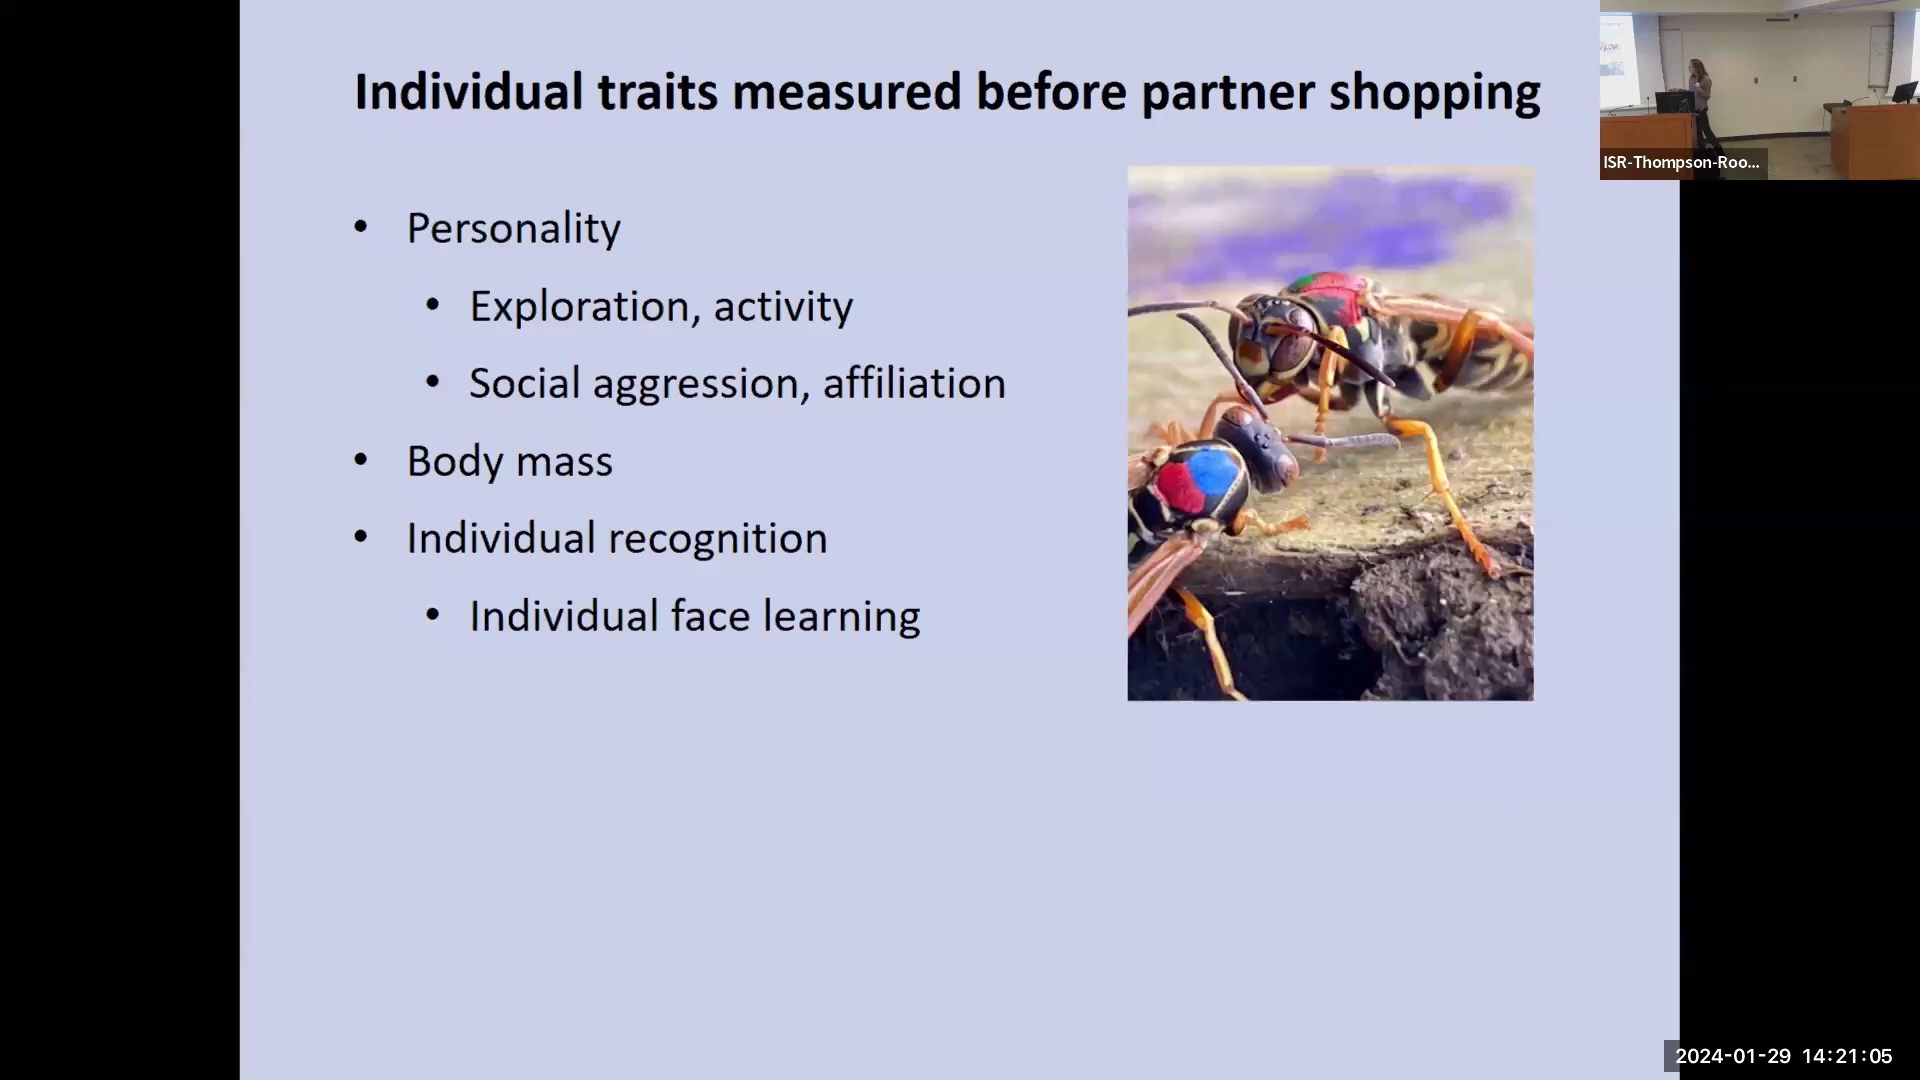 Individual traits measured before partner shopping
ISR-Thompson-Roo...
• Personality
• Exploration, activity
• Social aggression, affiliation
• Body mass
• Individual recognition
• Individual face learning
2024-01-29 14:21:05